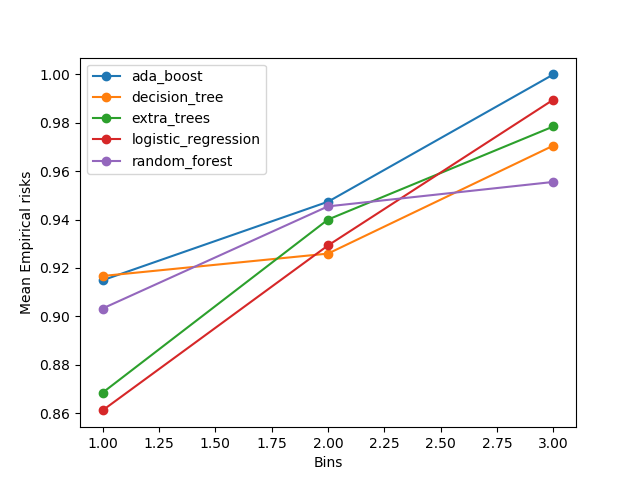 ada_boost
decision_tree
extra_trees
logistic_regression
random_forest
Mean Empirical risks
1.00
0.98
0.96
0.94
0.92
0.90
0.88
0.86
1.00 1.25 1.50 1.75 2.00 2.25 2.50 2.75 3.00
Bins